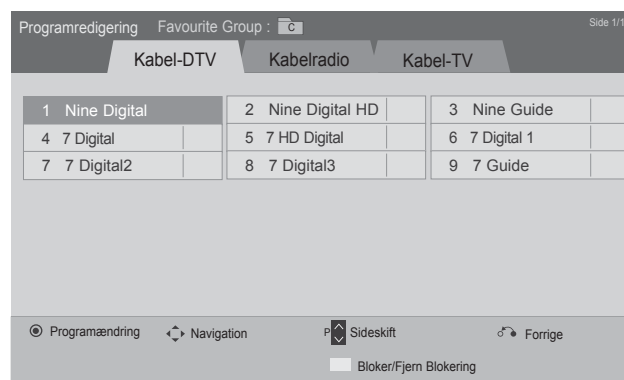 Programredigering Favourite Group : C Side 1/1
Kabel-DTV Kabelradio Kabel-TV
1 Nine Digital 2 Nine Digital HD 3 Nine Guide
4 7 Digital 5 7 HD Digital 6 7 Digital 1
7 7 Digital2 8 7 Digital3 9 7 Guide
Programændring Navigation P Sideskift Forrige
Bloker/Fjern Blokering